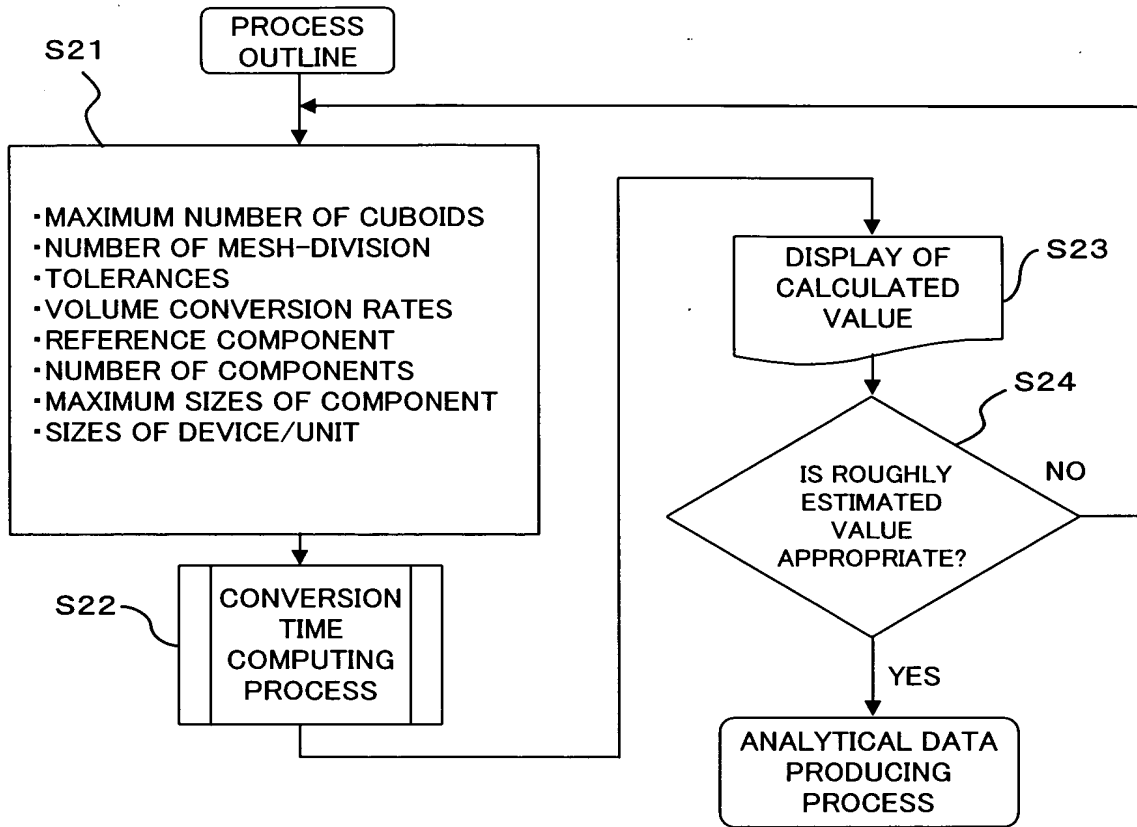 PROCESS
OUTLINE
S21
・MAXIMUM NUMBER OF CUBOIDS
・NUMBER OF MESH-DIVISION
・TOLERANCES
・VOLUME CONVERSION RATES
・REFERENCE COMPONENT
・NUMBER OF COMPONENTS
・MAXIMUM SIZES OF COMPONENT
・SIZES OF DEVICE/UNIT
S22
CONVERSION
TIME
COMPUTING
PROCESS
DISPLAY OF
CALCULATED
VALUE
S23
S24
IS ROUGHLY
ESTIMATED
VALUE
APPROPRIATE?
NO
YES
ANALYTICAL DATA
PRODUCING
PROCESS